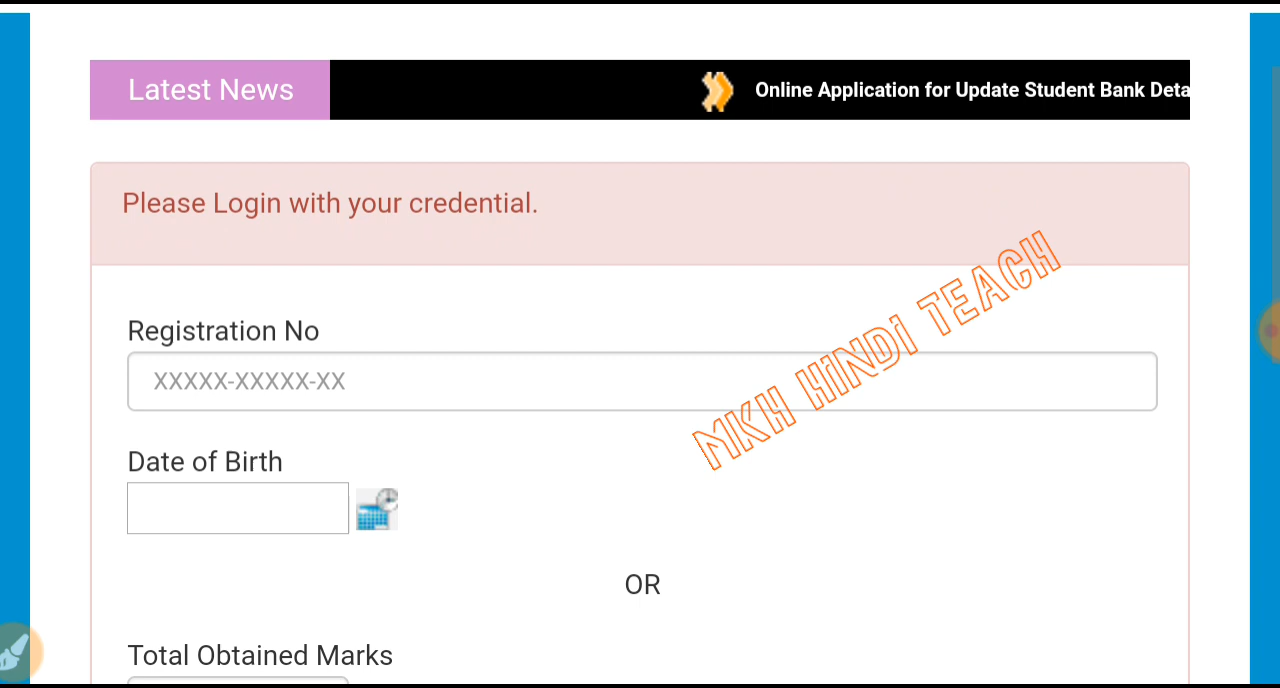 Latest News
Online Application for Update Student Bank Deta
Please Login with your credential.
Registration No
XXXXX-XXXXX-XX
MKH HINDI TEACH
Date of Birth
OR
Total Obtained Marks